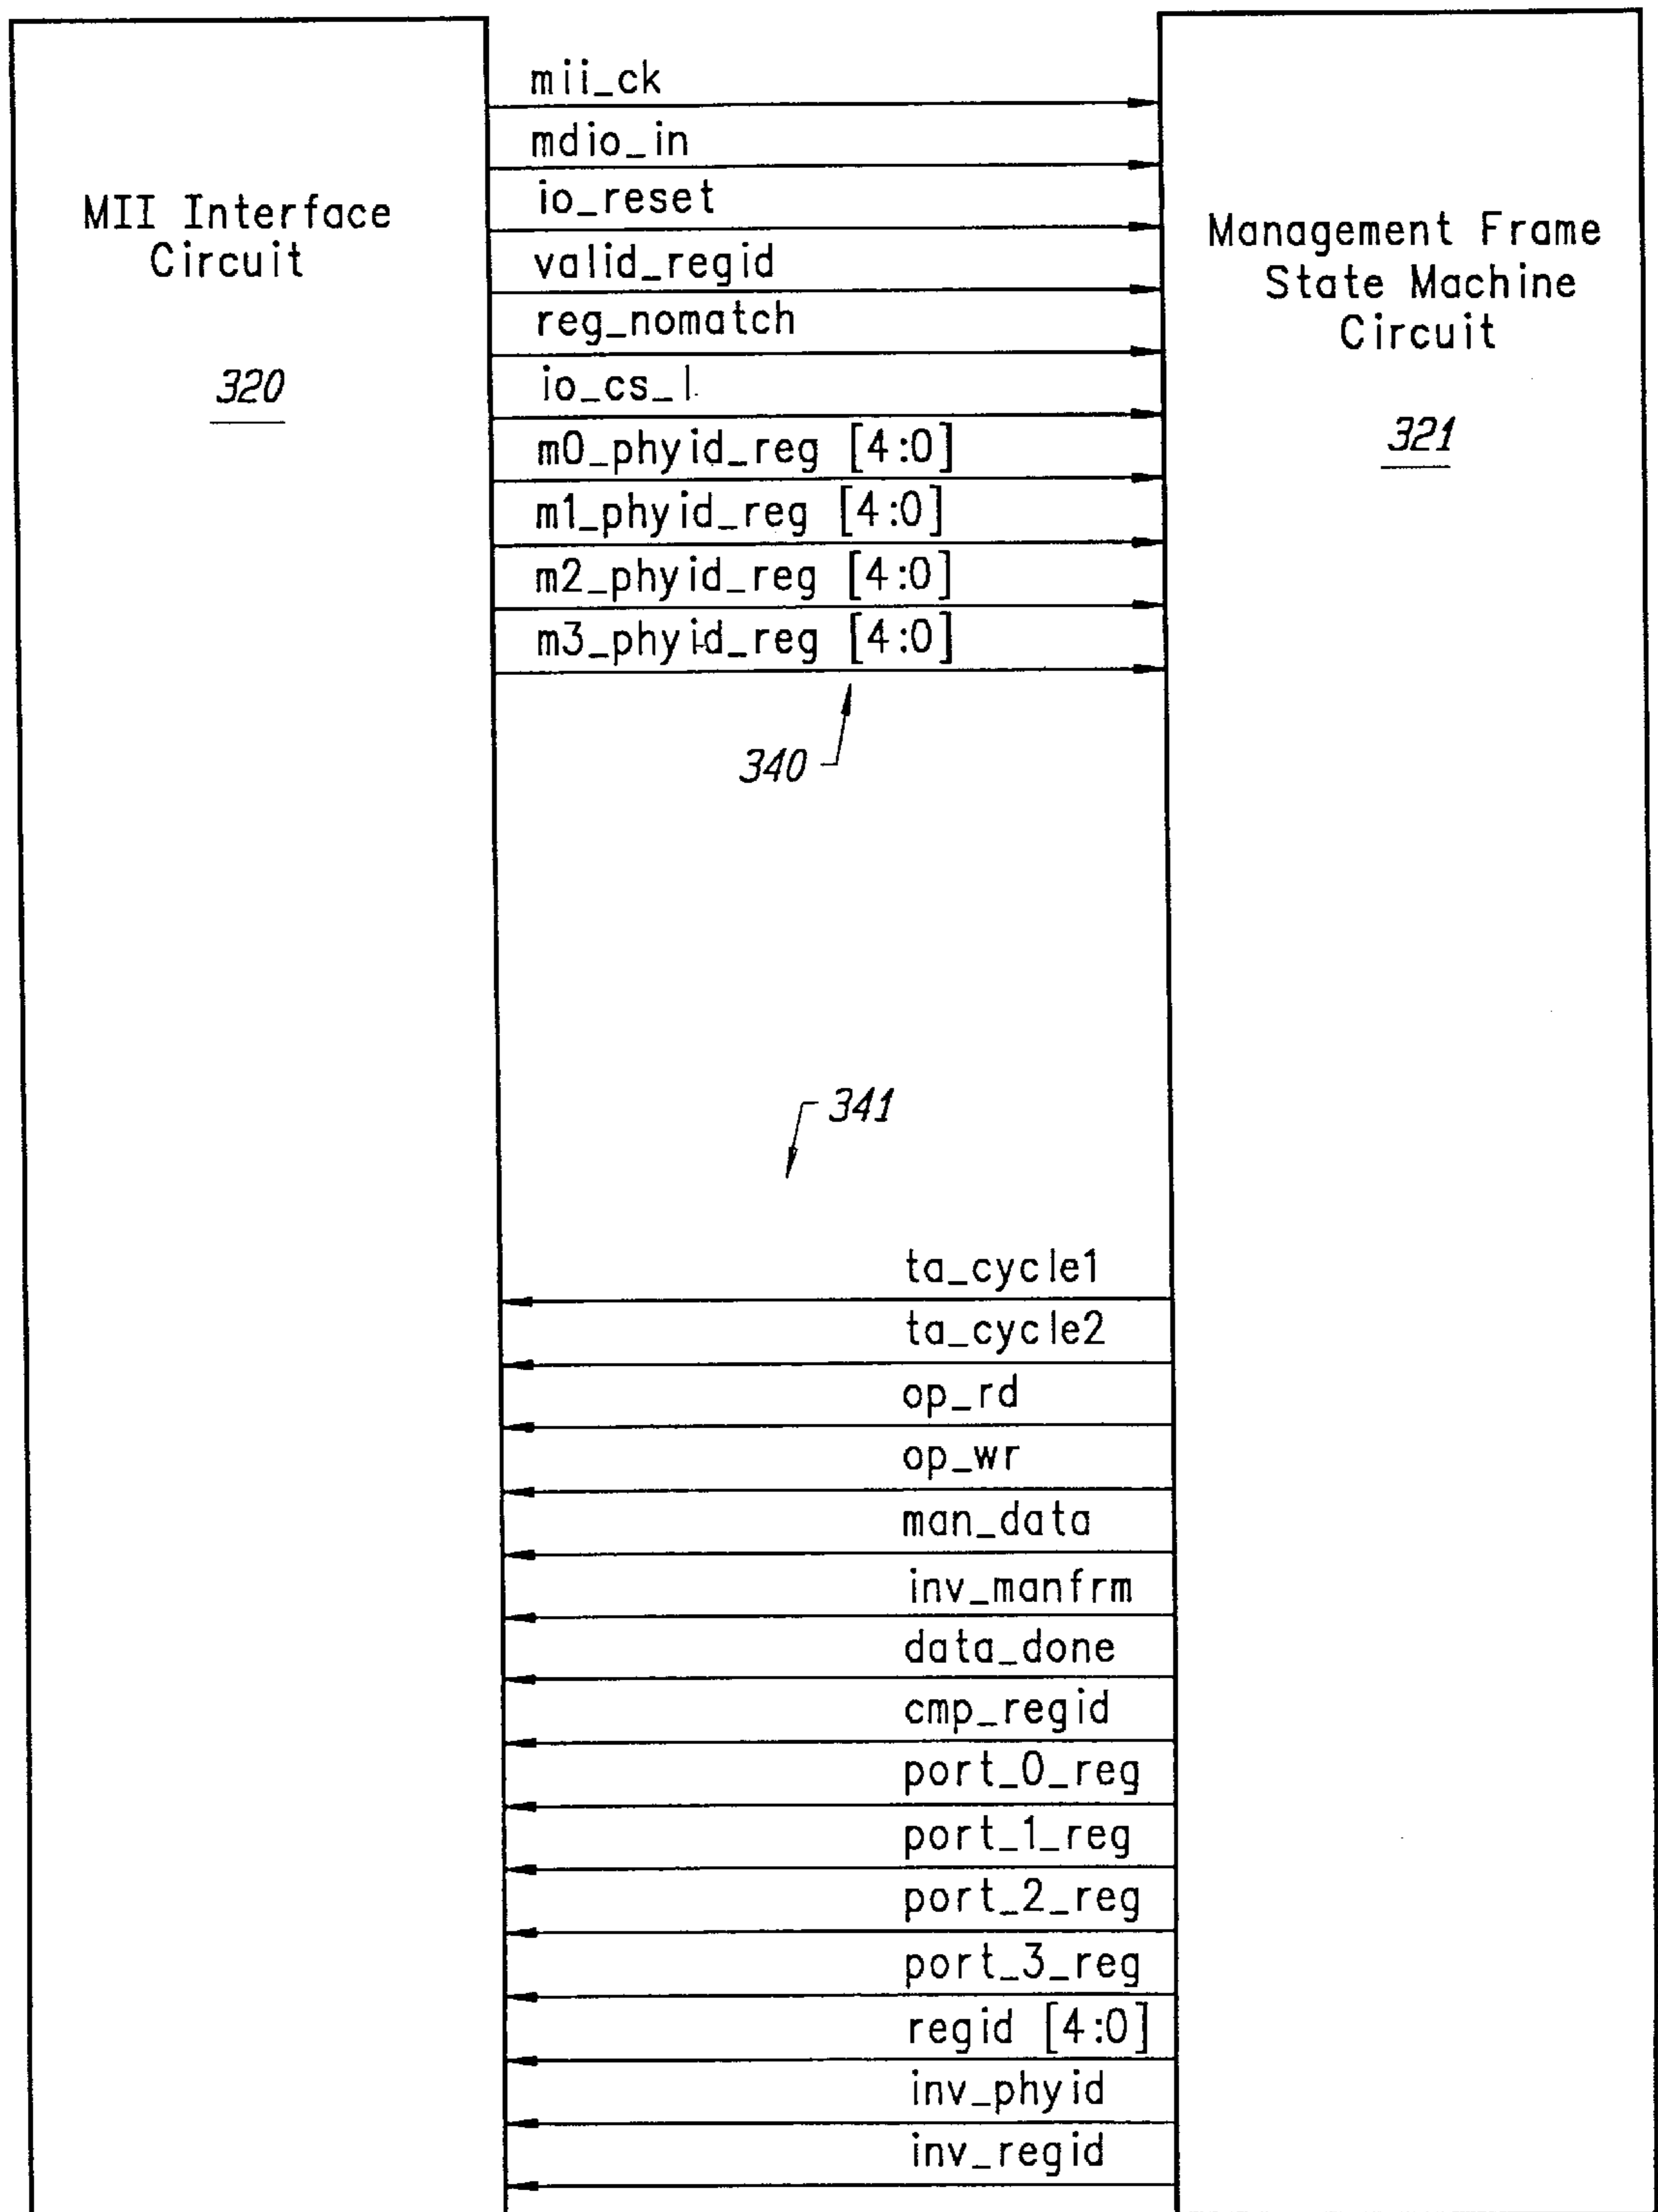 MII Interface
Circuit
320
mii_ck
mdio_in
io_reset
valid_regid
reg_nomatch
io_cs_l
m0_phyid_reg [4:0]
m1_phyid_reg [4:0]
m2_phyid_reg [4:0]
m3_phyid_reg [4:0]
340
Management Frame
State Machine
Circuit
321
341
ta_cycle1
ta_cycle2
op_rd
op_wr
man_data
inv_manfrm
data_done
cmp_regid
port_0_reg
port_1_reg
port_2_reg
port_3_reg
regid [4:0]
inv_phyid
inv_regid